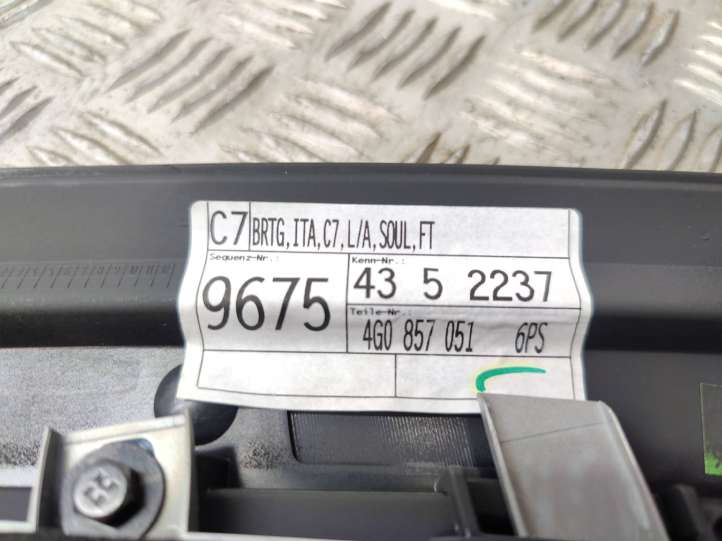 C7 BRTG, ITA, C7, L/A, SOUL, FT
Sequenz-Nr.: Kenn-Nr.:
9675 43 5 2237
Teile-Nr.:
4G0 857 051 6PS